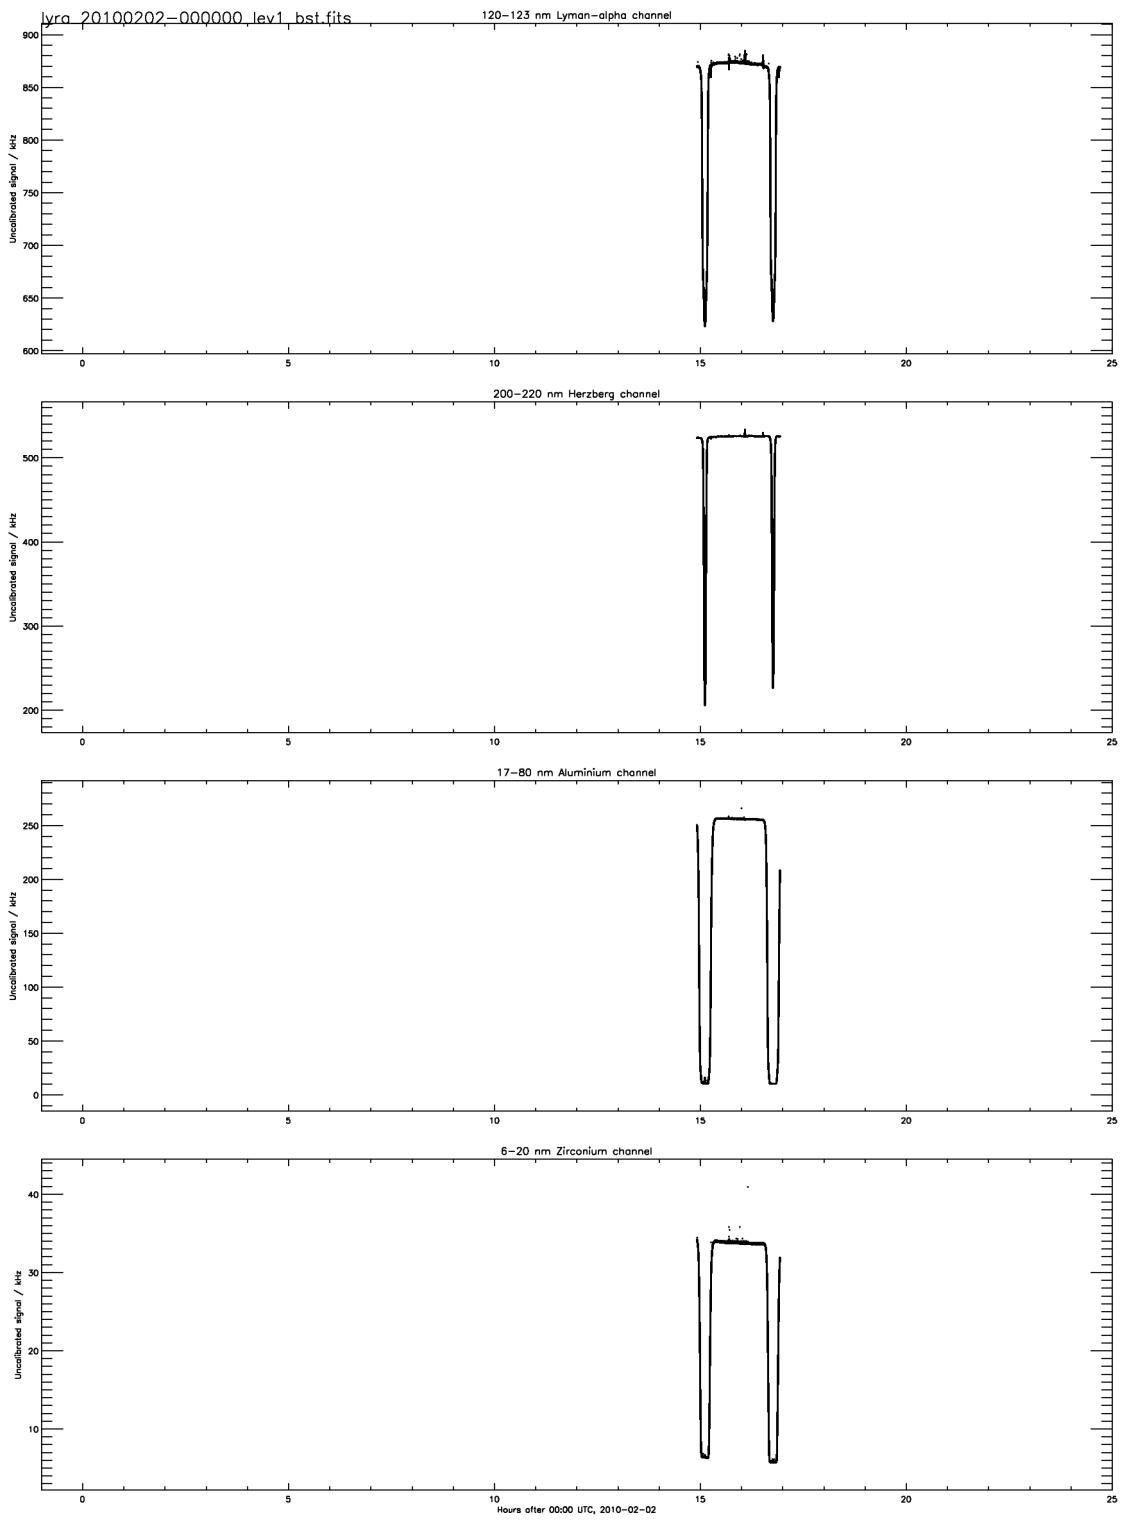 lyra_20100202-000000_lev1_bst.fits
120-123 nm Lyman-alpha channel
Uncalibrated signal / kHz
900
850
800
750
700
650
600
0 5 10 15 20 25
200-220 nm Herzberg channel
Uncalibrated signal / kHz
500
400
300
200
0 5 10 15 20 25
17-80 nm Aluminium channel
Uncalibrated signal / kHz
250
200
150
100
50
0
0 5 10 15 20 25
6-20 nm Zirconium channel
Uncalibrated signal / kHz
40
30
20
10
0 5 10 15 20 25
Hours after 00:00 UTC, 2010-02-02